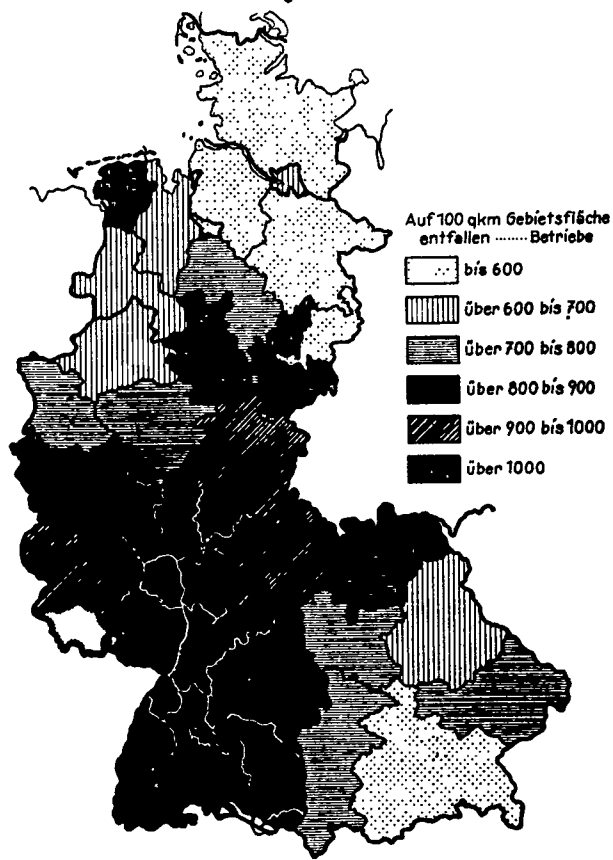 Auf 100 qkm Gebietsfläche
entfallen ........ Betriebe
bis 600
über 600 bis 700
über 700 bis 800
über 800 bis 900
über 900 bis 1000
über 1000